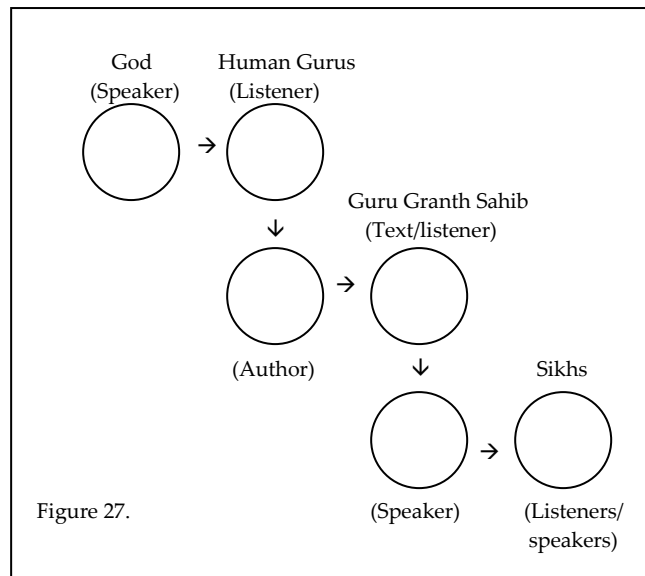 God
(Speaker)
Human Gurus
(Listener)
→
↓
Guru Granth Sahib
(Text/listener)
→
(Author)
↓
Sikhs
→
Figure 27.
(Speaker)
(Listeners/
speakers)